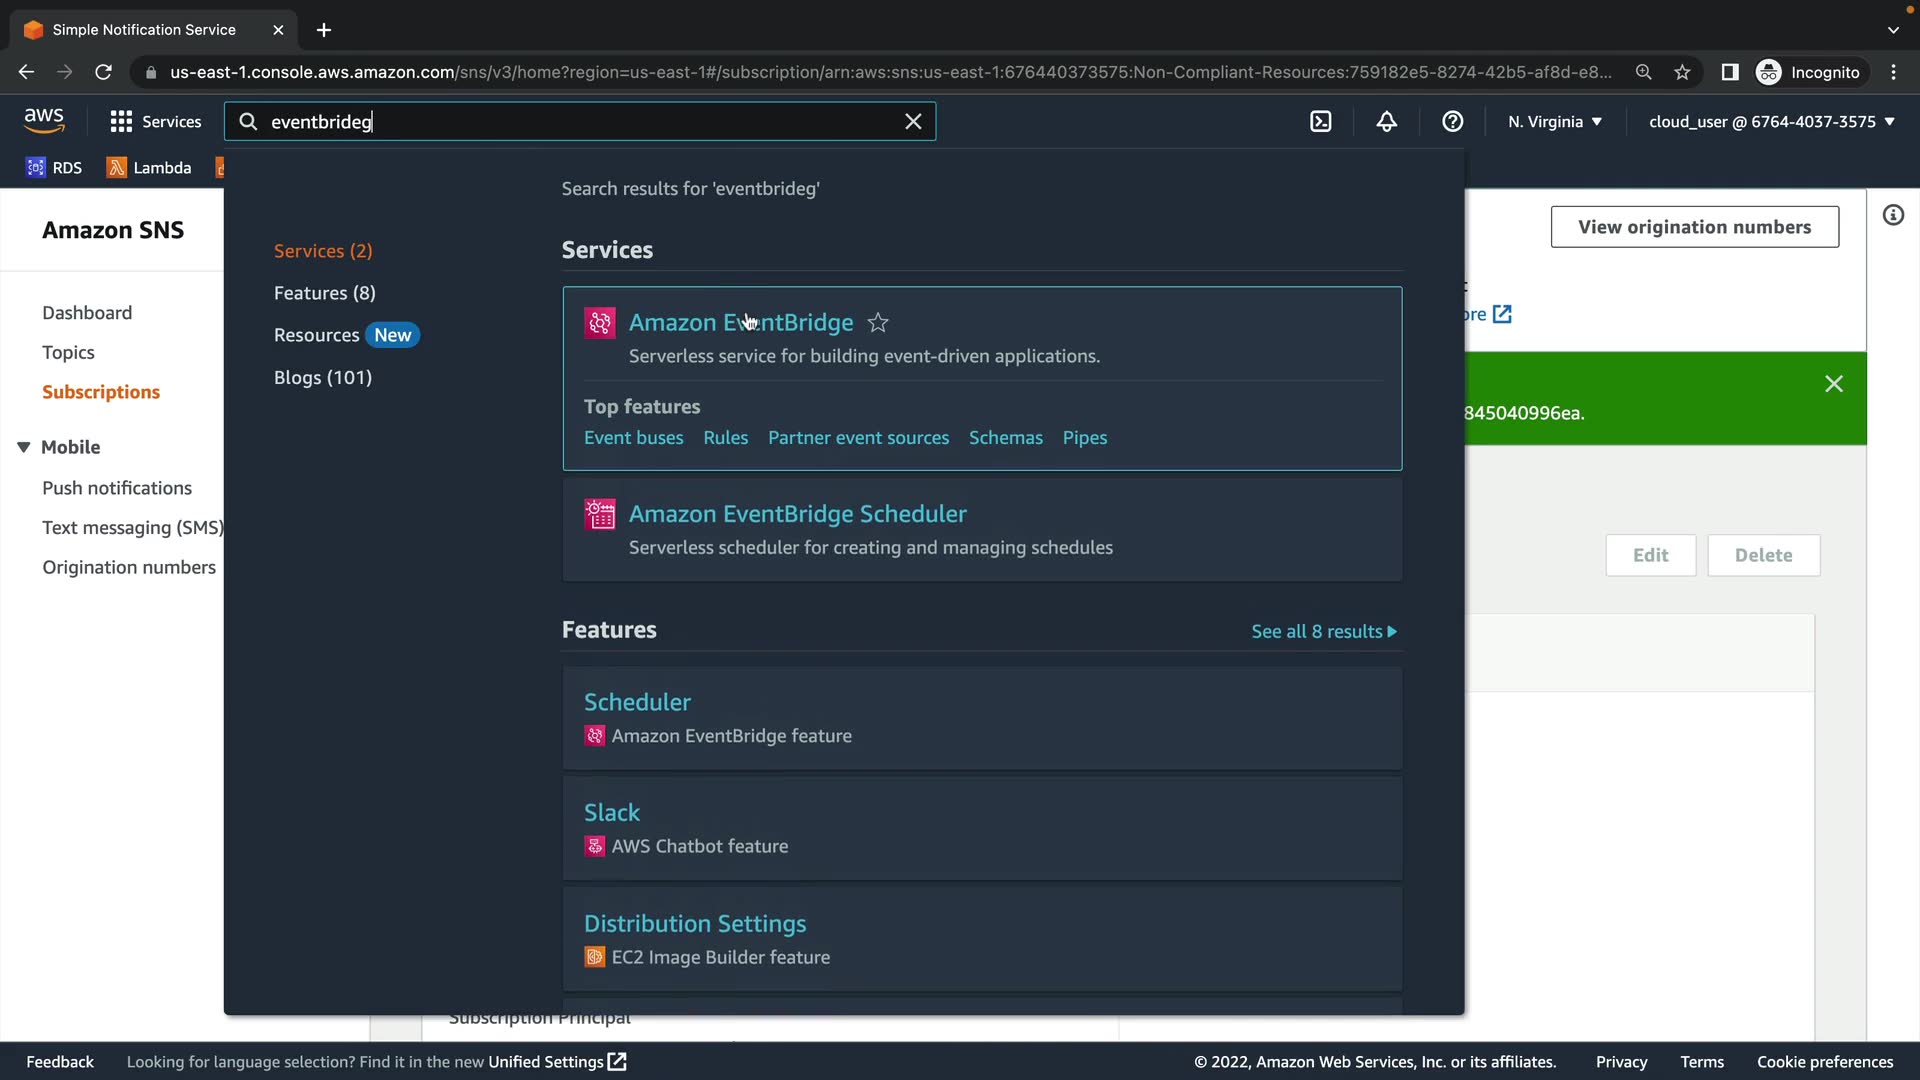 Simple Notification Service
us-east-1.console.aws.amazon.com/sns/v3/home?region=us-east-1#/subscription/arn:aws:sns:us-east-1:676440373575:Non-Compliant-Resources:759182e5-8274-42b5-af8d-e8...
Incognito
aws
Services
eventbrideg
N. Virginia
cloud_user @ 6764-4037-3575
RDS
Lambda
Search results for 'eventbrideg'
Amazon SNS
Dashboard
Topics
Subscriptions
Mobile
Push notifications
Text messaging (SMS)
Origination numbers
Services (2)
Features (8)
Resources New
Blogs (101)
Services
Amazon EventBridge
Serverless service for building event-driven applications.
Top features
Event buses Rules Partner event sources Schemas Pipes
Amazon EventBridge Scheduler
Serverless scheduler for creating and managing schedules
Features
See all 8 results
Scheduler
Amazon EventBridge feature
Slack
AWS Chatbot feature
Distribution Settings
EC2 Image Builder feature
View origination numbers
845040996ea.
Edit
Delete
Subscription Principal
Feedback
Looking for language selection? Find it in the new Unified Settings
© 2022, Amazon Web Services, Inc. or its affiliates.
Privacy
Terms
Cookie preferences